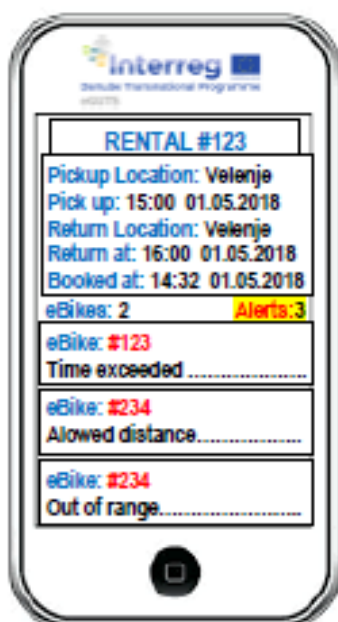 Interreg
Danube Transnational Programme
eGUTS
RENTAL #123
Pickup Location: Velenje
Pick up: 15:00 01.05.2018
Return Location: Velenje
Return at: 16:00 01.05.2018
Booked at: 14:32 01.05.2018
eBikes: 2 Alerts:3
eBike: #123
Time exceeded ........................
eBike: #234
Alowed distance.....................
eBike: #234
Out of range.............................